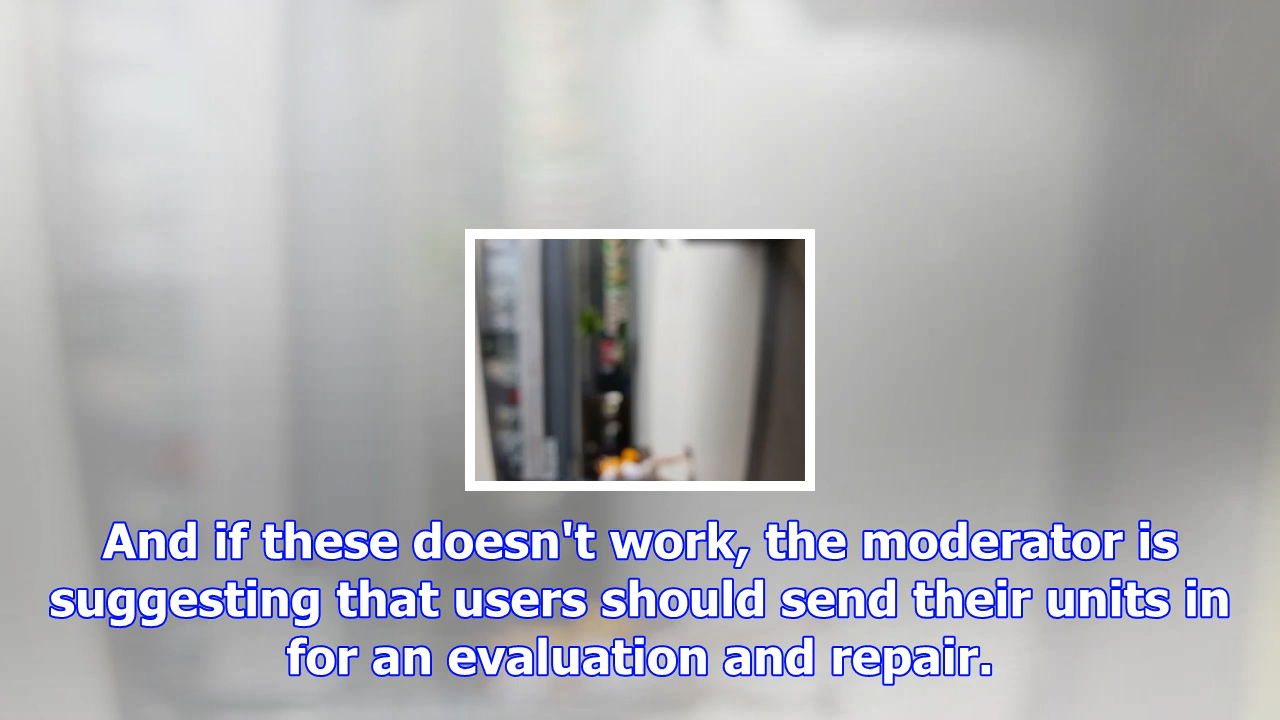 And if these doesn't work, the moderator is
suggesting that users should send their units in
for an evaluation and repair.